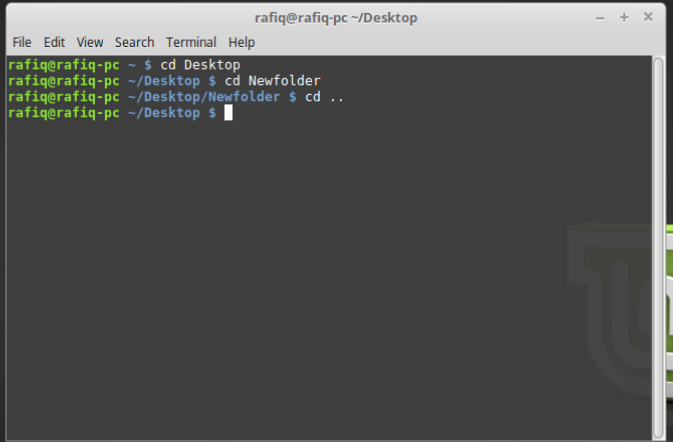 rafiq@rafiq-pc ~/Desktop
File Edit View Search Terminal Help
rafiq@rafiq-pc ~ $ cd Desktop
rafiq@rafiq-pc ~/Desktop $ cd Newfolder
rafiq@rafiq-pc ~/Desktop/Newfolder $ cd ..
rafiq@rafiq-pc ~/Desktop $